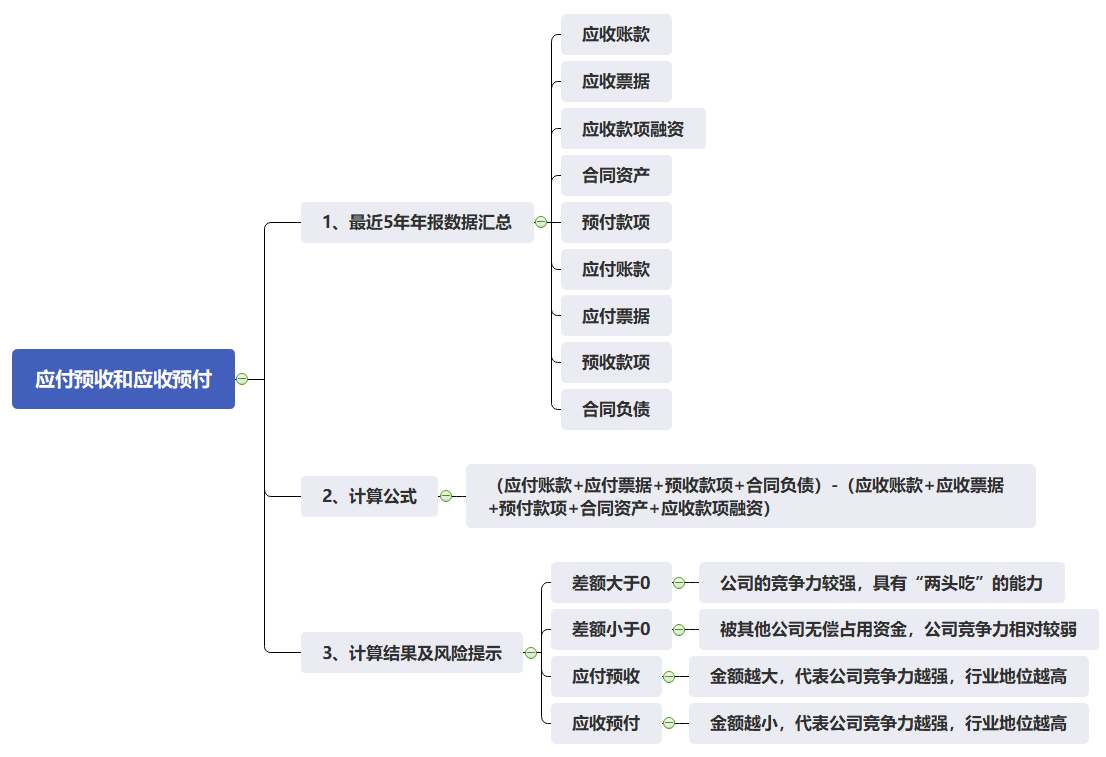 应付预收和应收预付
1、最近5年年报数据汇总
应收账款
应收票据
应收款项融资
合同资产
预付款项
应付账款
应付票据
预收款项
合同负债
2、计算公式
（应付账款+应付票据+预收款项+合同负债）-（应收账款+应收票据
+预付款项+合同资产+应收款项融资）
3、计算结果及风险提示
差额大于0
公司的竞争力较强，具有“两头吃”的能力
差额小于0
被其他公司无偿占用资金，公司竞争力相对较弱
应付预收
金额越大，代表公司竞争力越强，行业地位越高
应收预付
金额越小，代表公司竞争力越强，行业地位越高